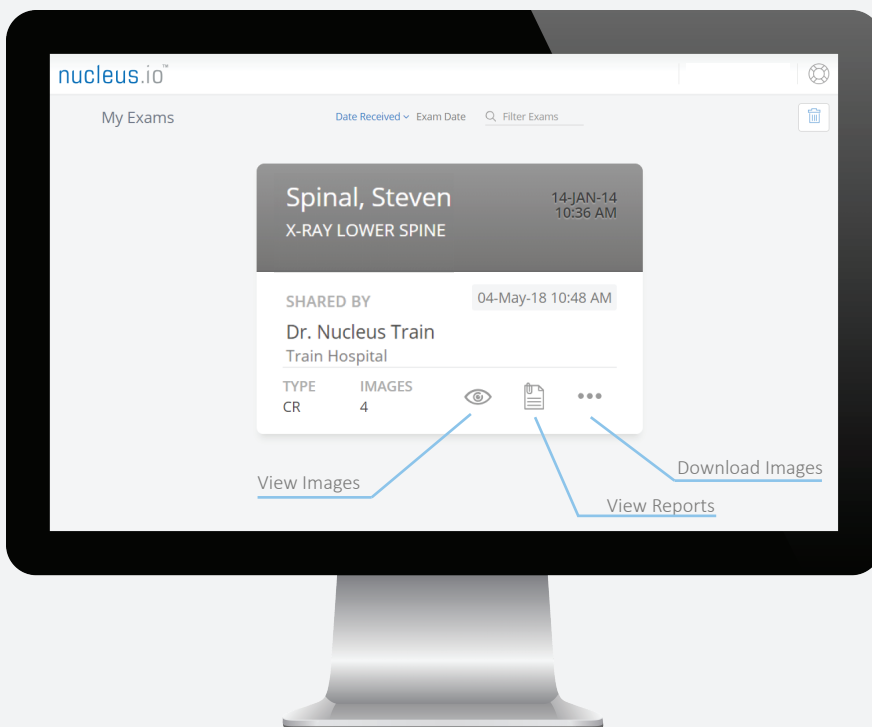 nucleus.io™
My Exams
Date Received Exam Date Filter Exams
Spinal, Steven
14-JAN-14
10:36 AM
X-RAY LOWER SPINE
SHARED BY
04-May-18 10:48 AM
Dr. Nucleus Train
Train Hospital
TYPE IMAGES
CR 4
View Images
Download Images
View Reports